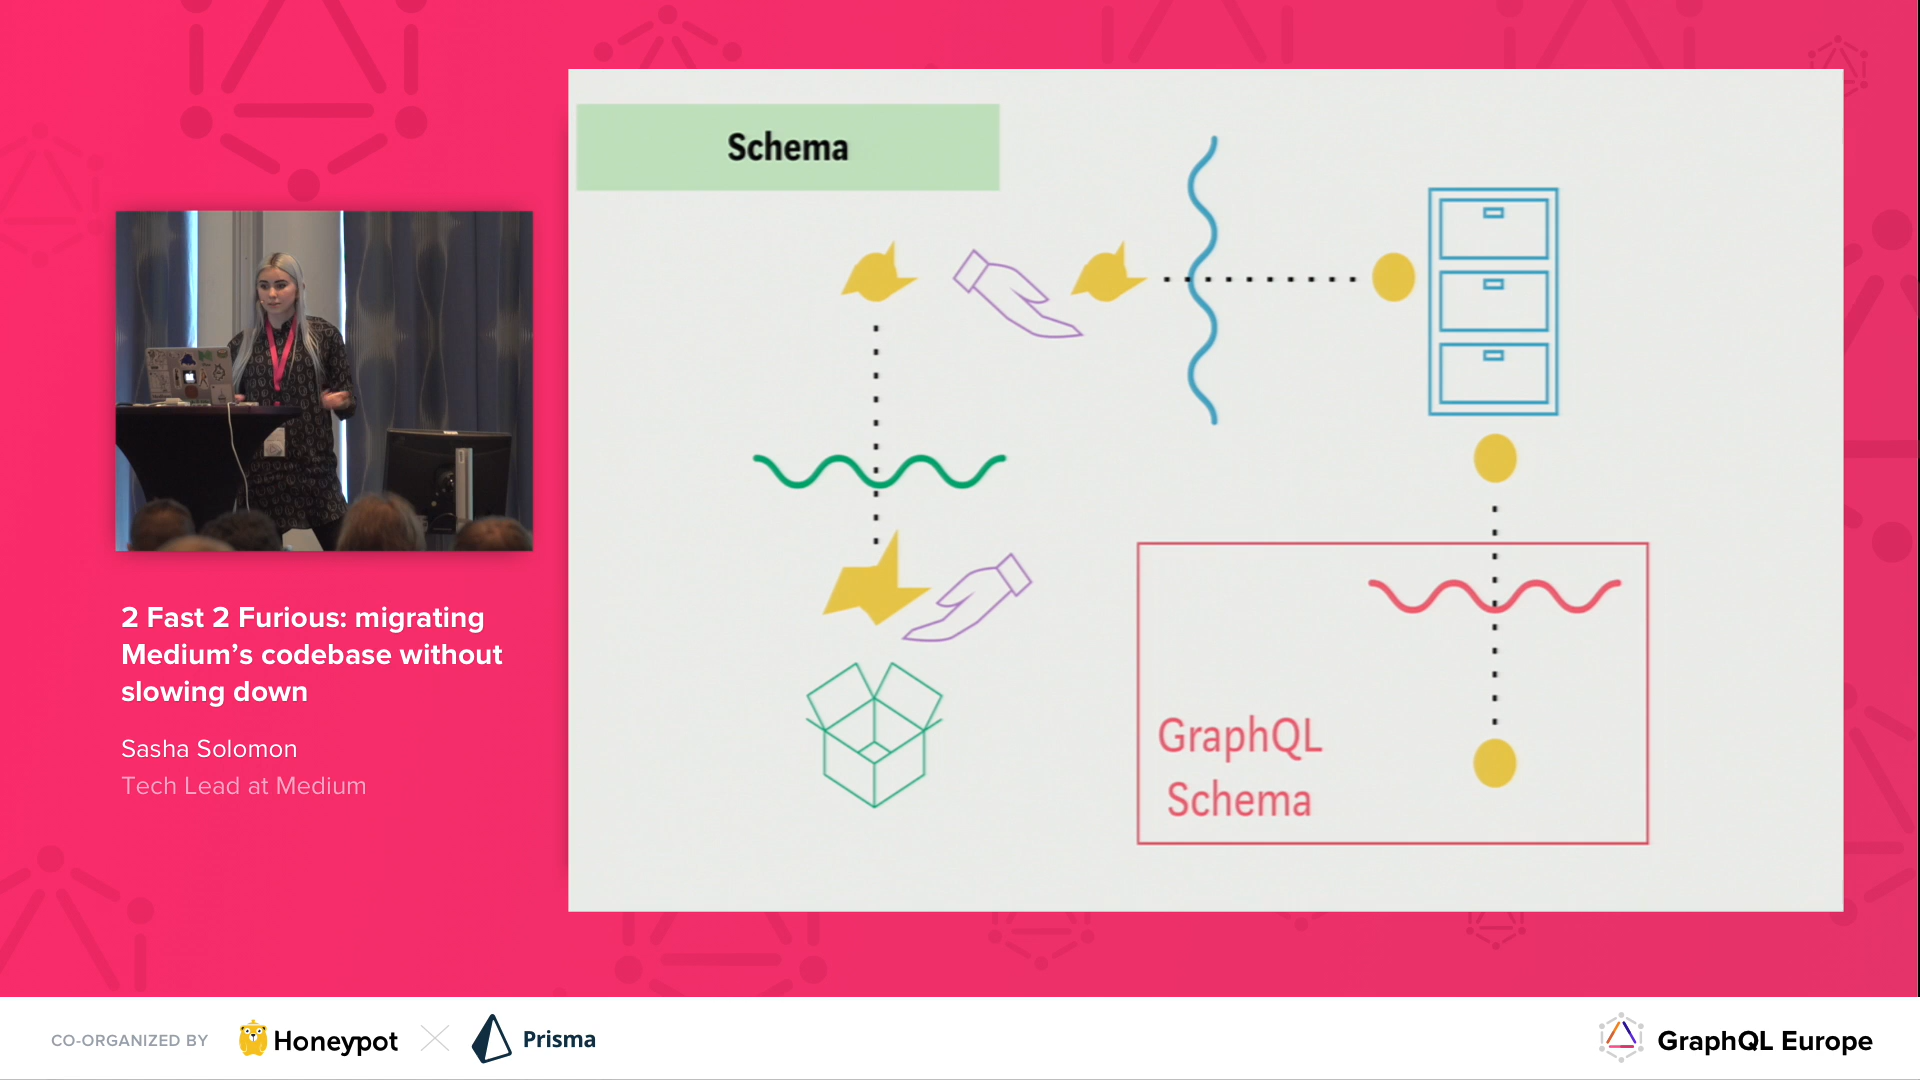 Schema
GraphQL
Schema
2 Fast 2 Furious: migrating
Medium’s codebase without
slowing down
Sasha Solomon
Tech Lead at Medium
CO-ORGANIZED BY
Honeypot
Prisma
GraphQL Europe